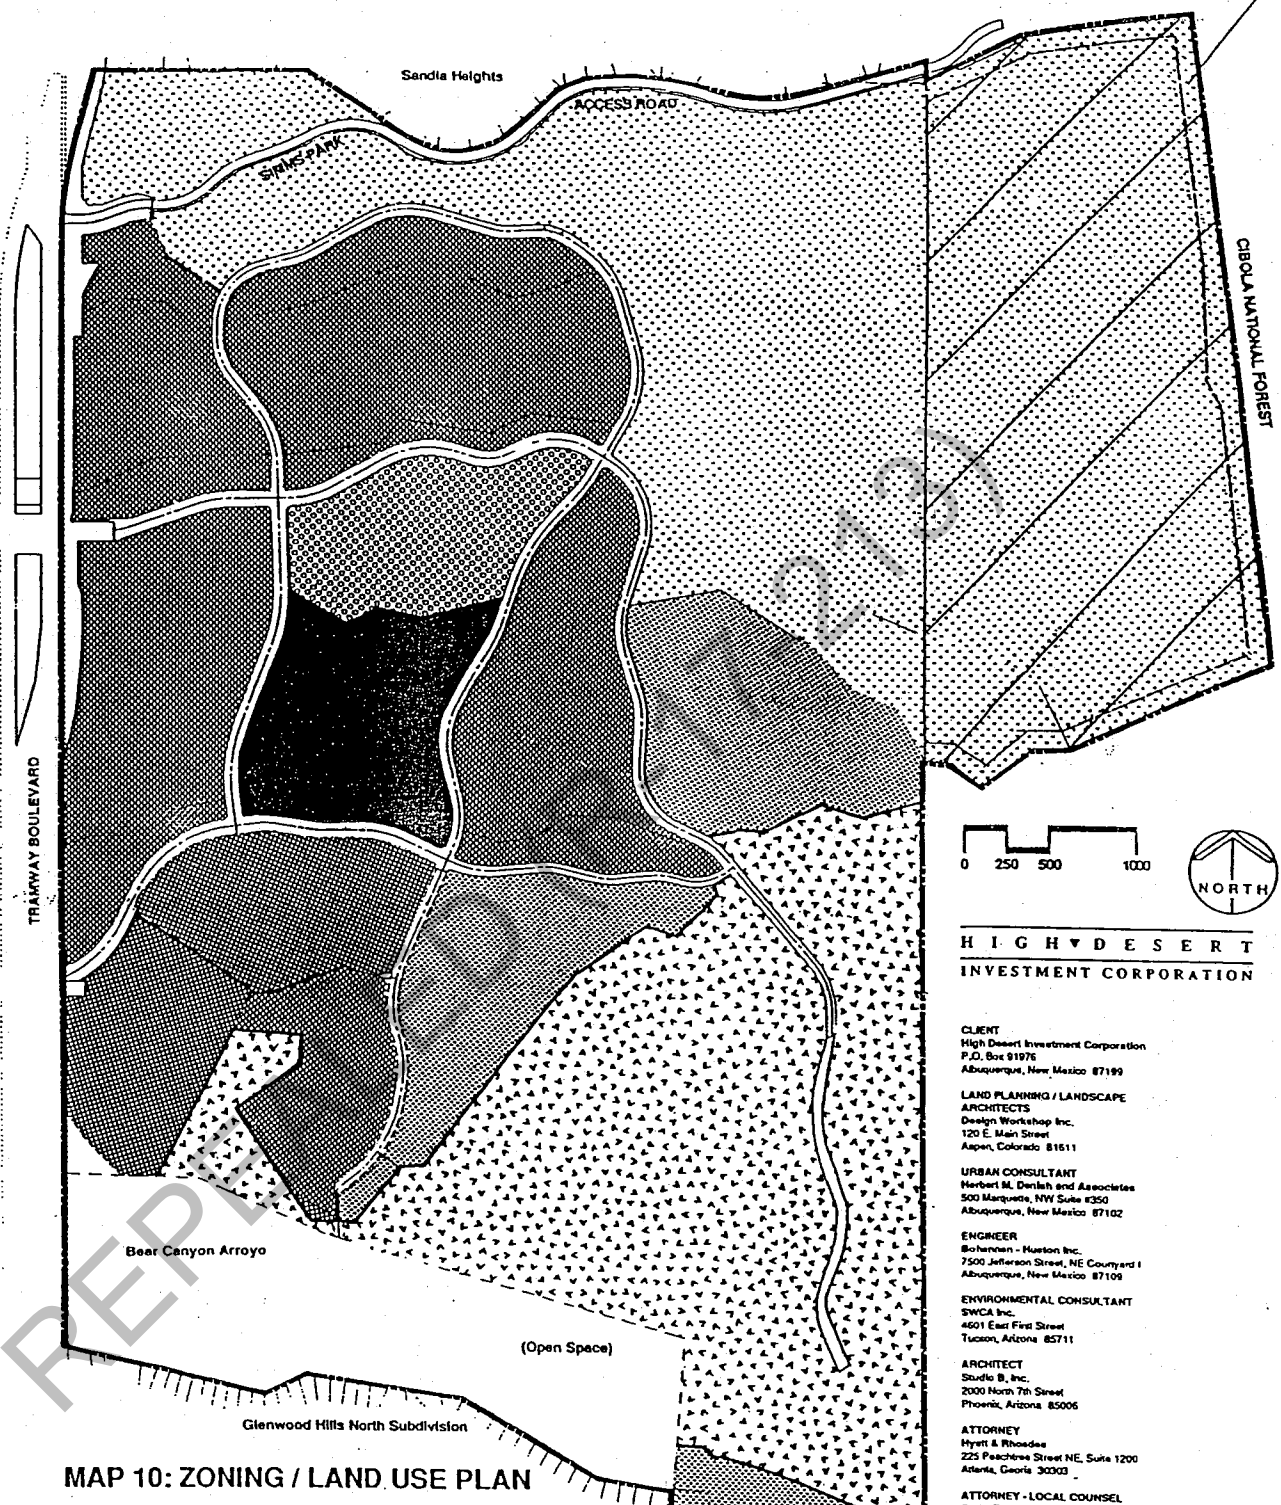 Sandia Heights
ACCESS ROAD
SIMMS PARK
CIBOLA NATIONAL FOREST
TRAMWAY BOULEVARD
0 250 500 1000
NORTH
HIGH DESERT
INVESTMENT CORPORATION
CLIENT
High Desert Investment Corporation
P.O. Box 91976
Albuquerque, New Mexico 87199
LAND PLANNING / LANDSCAPE
ARCHITECTS
Design Workshop Inc.
120 E. Main Street
Aspen, Colorado 81611
URBAN CONSULTANT
Herbert M. Denish and Associates
500 Marquette, NW Suite #350
Albuquerque, New Mexico 87102
ENGINEER
Bohannan - Huston Inc.
7500 Jefferson Street, NE Courtyard I
Albuquerque, New Mexico 87109
ENVIRONMENTAL CONSULTANT
SWCA Inc.
4601 East First Street
Tucson, Arizona 85711
ARCHITECT
Studio B, Inc.
2000 North 7th Street
Phoenix, Arizona 85006
ATTORNEY
Hyatt & Rhoades
225 Peachtree Street NE, Suite 1200
Atlanta, Georia 30303
ATTORNEY - LOCAL COUNSEL
Bear Canyon Arroyo
(Open Space)
Glenwood Hills North Subdivision
MAP 10: ZONING / LAND USE PLAN